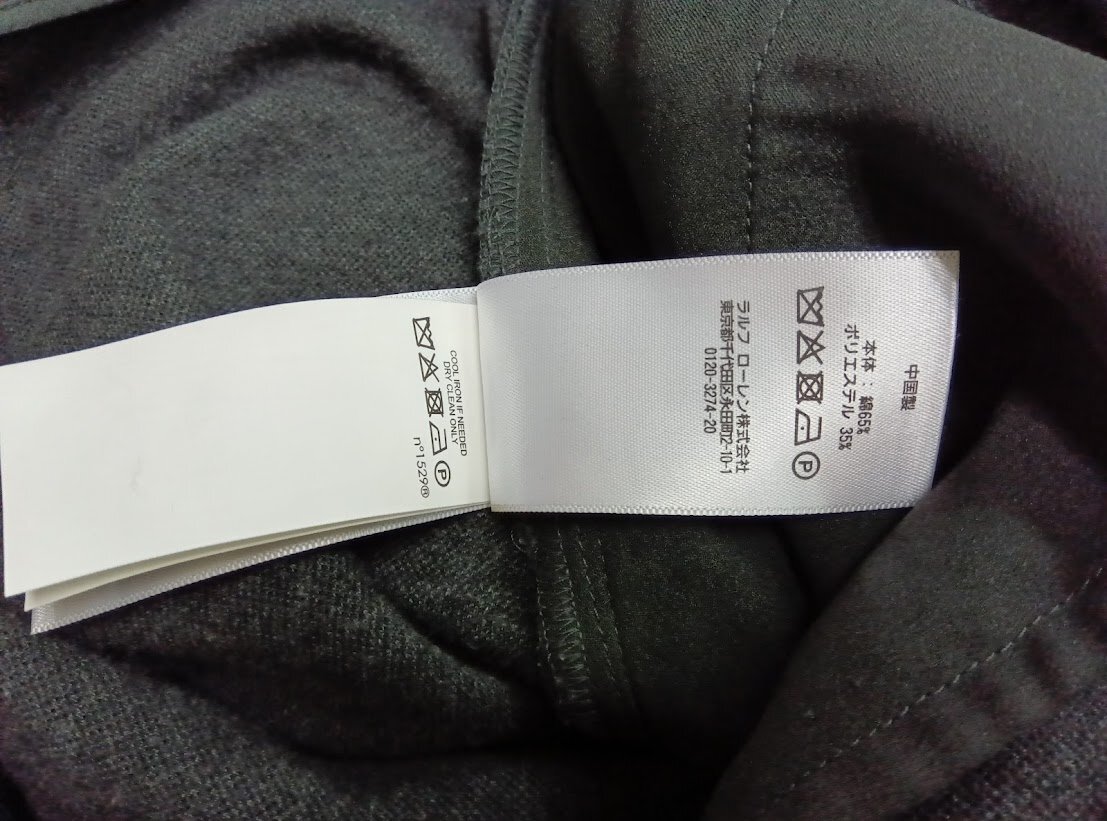 COOL IRON IF NEEDED
DRY CLEAN ONLY
P
n°1529®
中国製
本体：綿65%
ポリエステル 35%
P
ラルフ ローレン株式会社
東京都千代田区永田町2-10-1
0120-3274-20